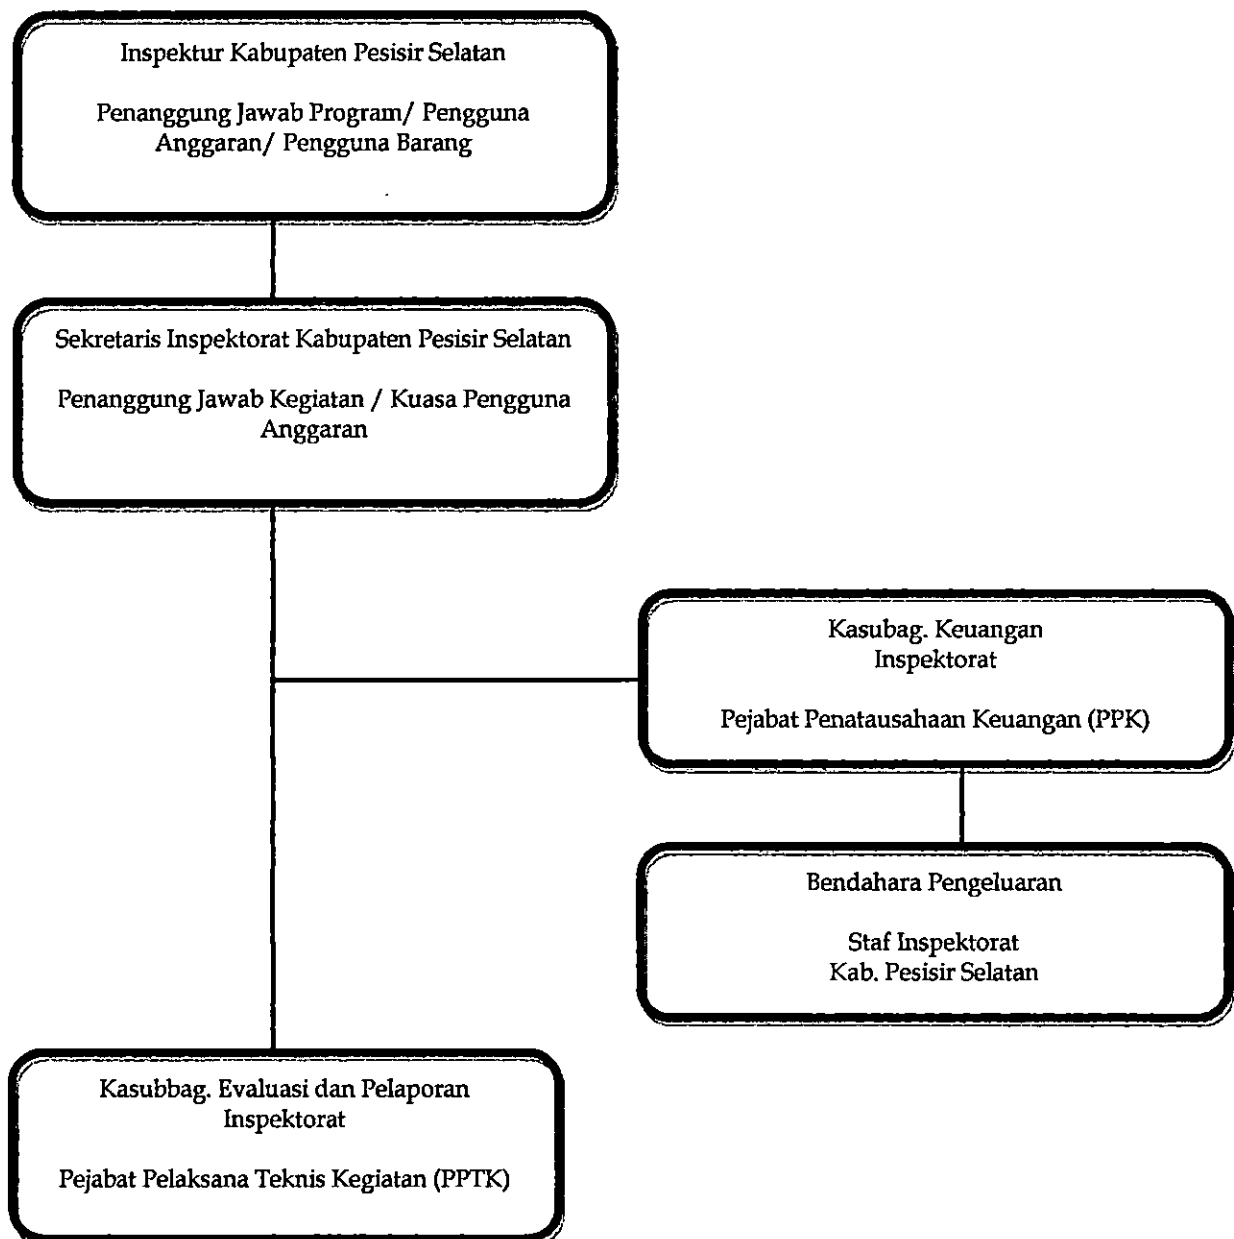 Inspektur Kabupaten Pesisir Selatan
Penanggung Jawab Program/ Pengguna
Anggaran/ Pengguna Barang
Sekretaris Inspektorat Kabupaten Pesisir Selatan
Penanggung Jawab Kegiatan / Kuasa Pengguna
Anggaran
Kasubag. Keuangan
Inspektorat
Pejabat Penatausahaan Keuangan (PPK)
Bendahara Pengeluaran
Staf Inspektorat
Kab. Pesisir Selatan
Kasubbag. Evaluasi dan Pelaporan
Inspektorat
Pejabat Pelaksana Teknis Kegiatan (PPTK)